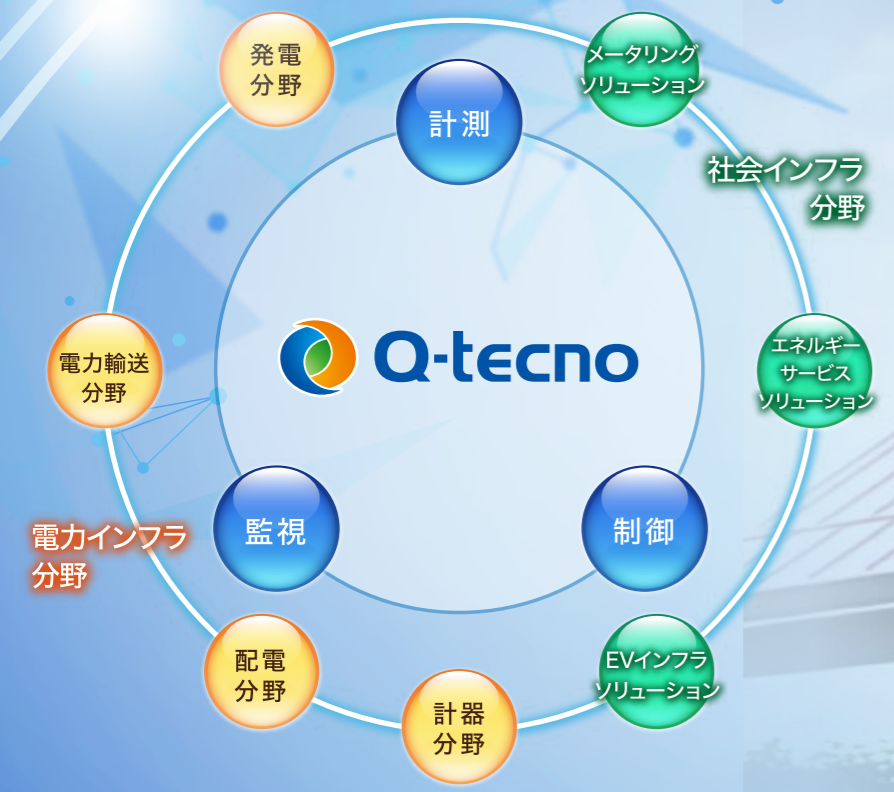 発電
分野
メータリング
ソリューション
計測
社会インフラ
分野
電力輸送
分野
Q-tecno
エネルギー
サービス
ソリューション
電力インフラ
分野
監視
制御
配電
分野
EVインフラ
ソリューション
計器
分野